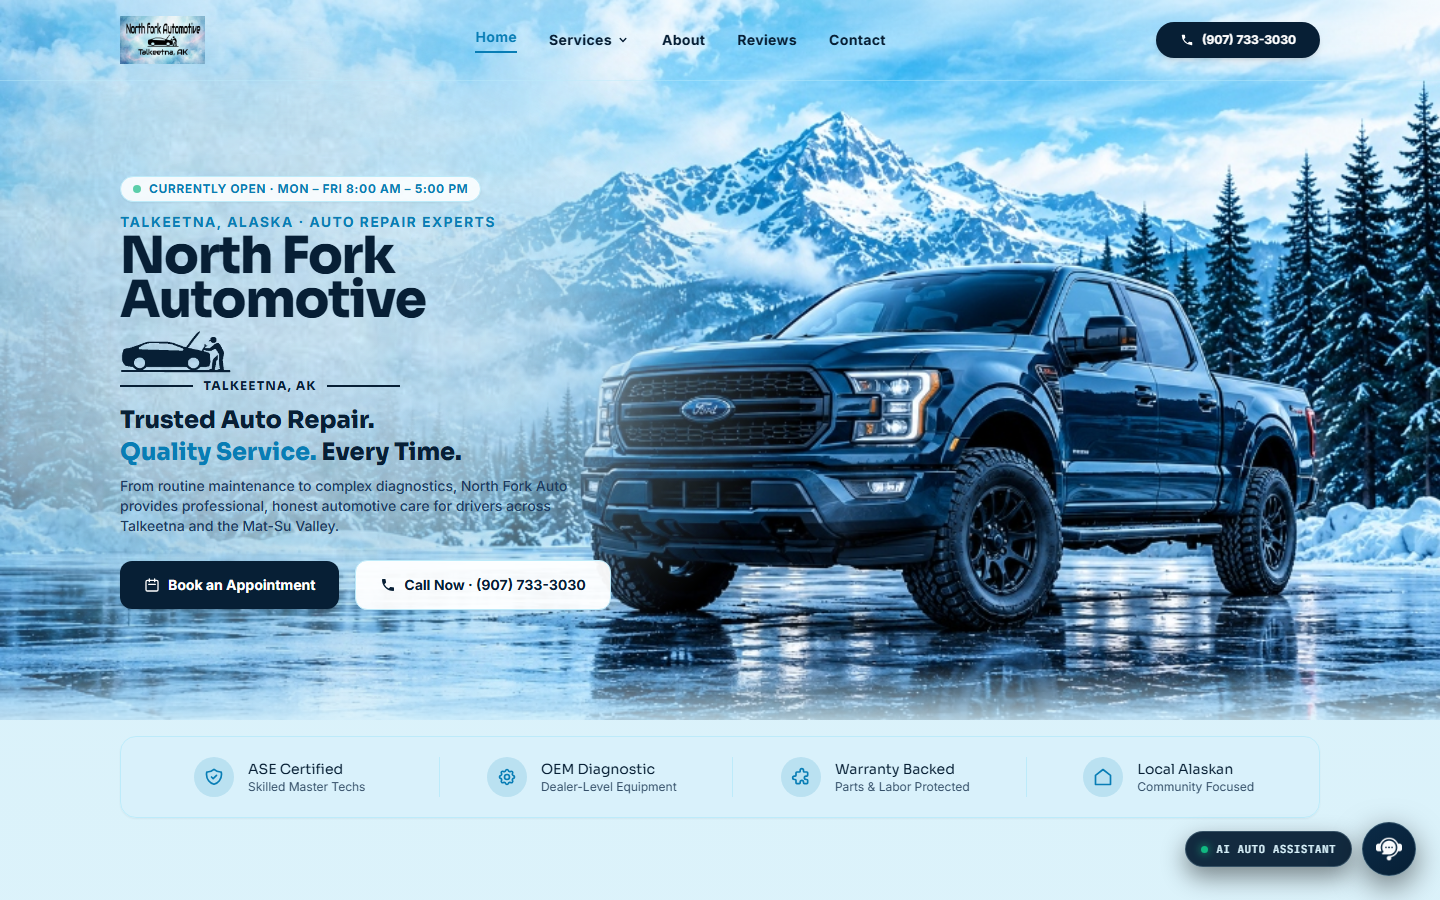 North Fork Automotive
Talkeetna, AK
Home
Services
About
Reviews
Contact
(907) 733-3030
CURRENTLY OPEN · MON – FRI 8:00 AM – 5:00 PM
TALKEETNA, ALASKA · AUTO REPAIR EXPERTS
North Fork
Automotive
TALKEETNA, AK
Trusted Auto Repair.
Quality Service. Every Time.
From routine maintenance to complex diagnostics, North Fork Auto
provides professional, honest automotive care for drivers across
Talkeetna and the Mat-Su Valley.
Book an Appointment
Call Now · (907) 733-3030
Ford
ASE Certified
Skilled Master Techs
OEM Diagnostic
Dealer-Level Equipment
Warranty Backed
Parts & Labor Protected
Local Alaskan
Community Focused
AI AUTO ASSISTANT